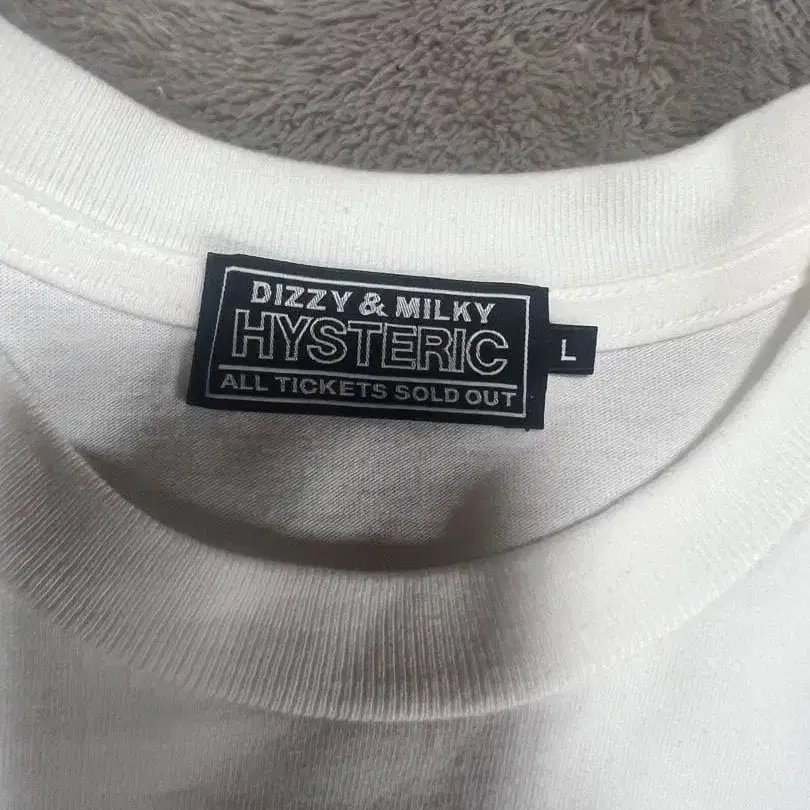 DIZZY & MILKY
HYSTERIC
ALL TICKETS SOLD OUT
L